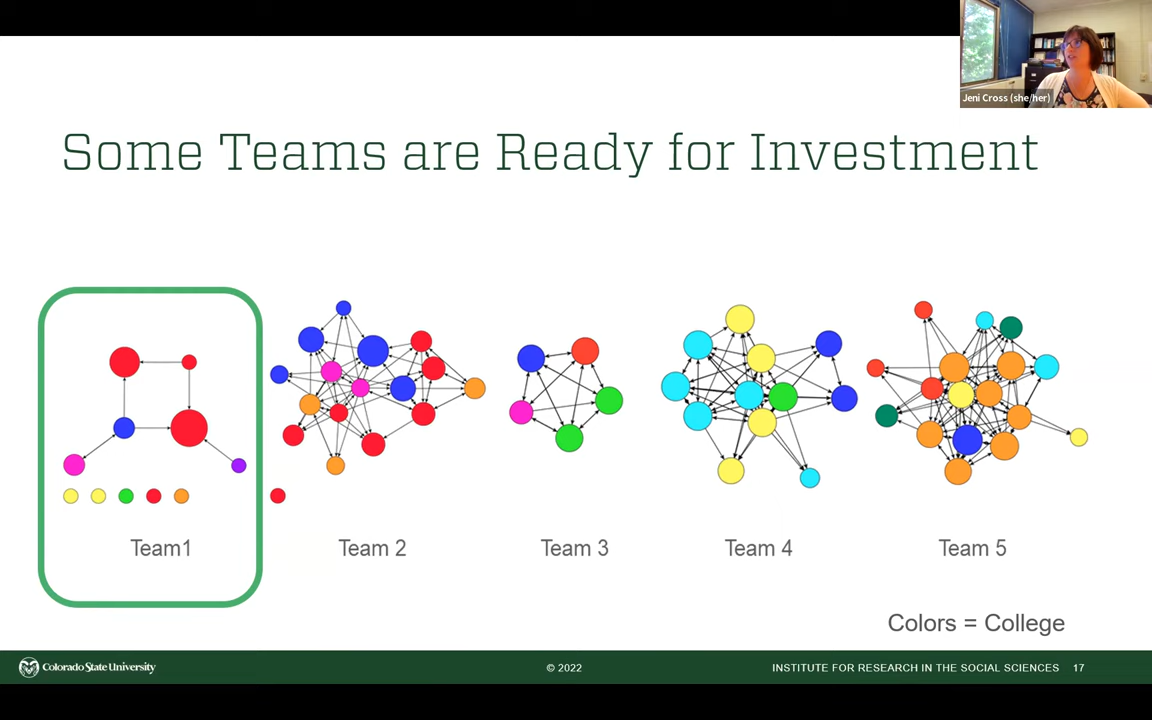 Jeni Cross (she/her)
Some Teams are Ready for Investment
Team1
Team 2
Team 3
Team 4
Team 5
Colors = College
Colorado State University
© 2022
INSTITUTE FOR RESEARCH IN THE SOCIAL SCIENCES 17